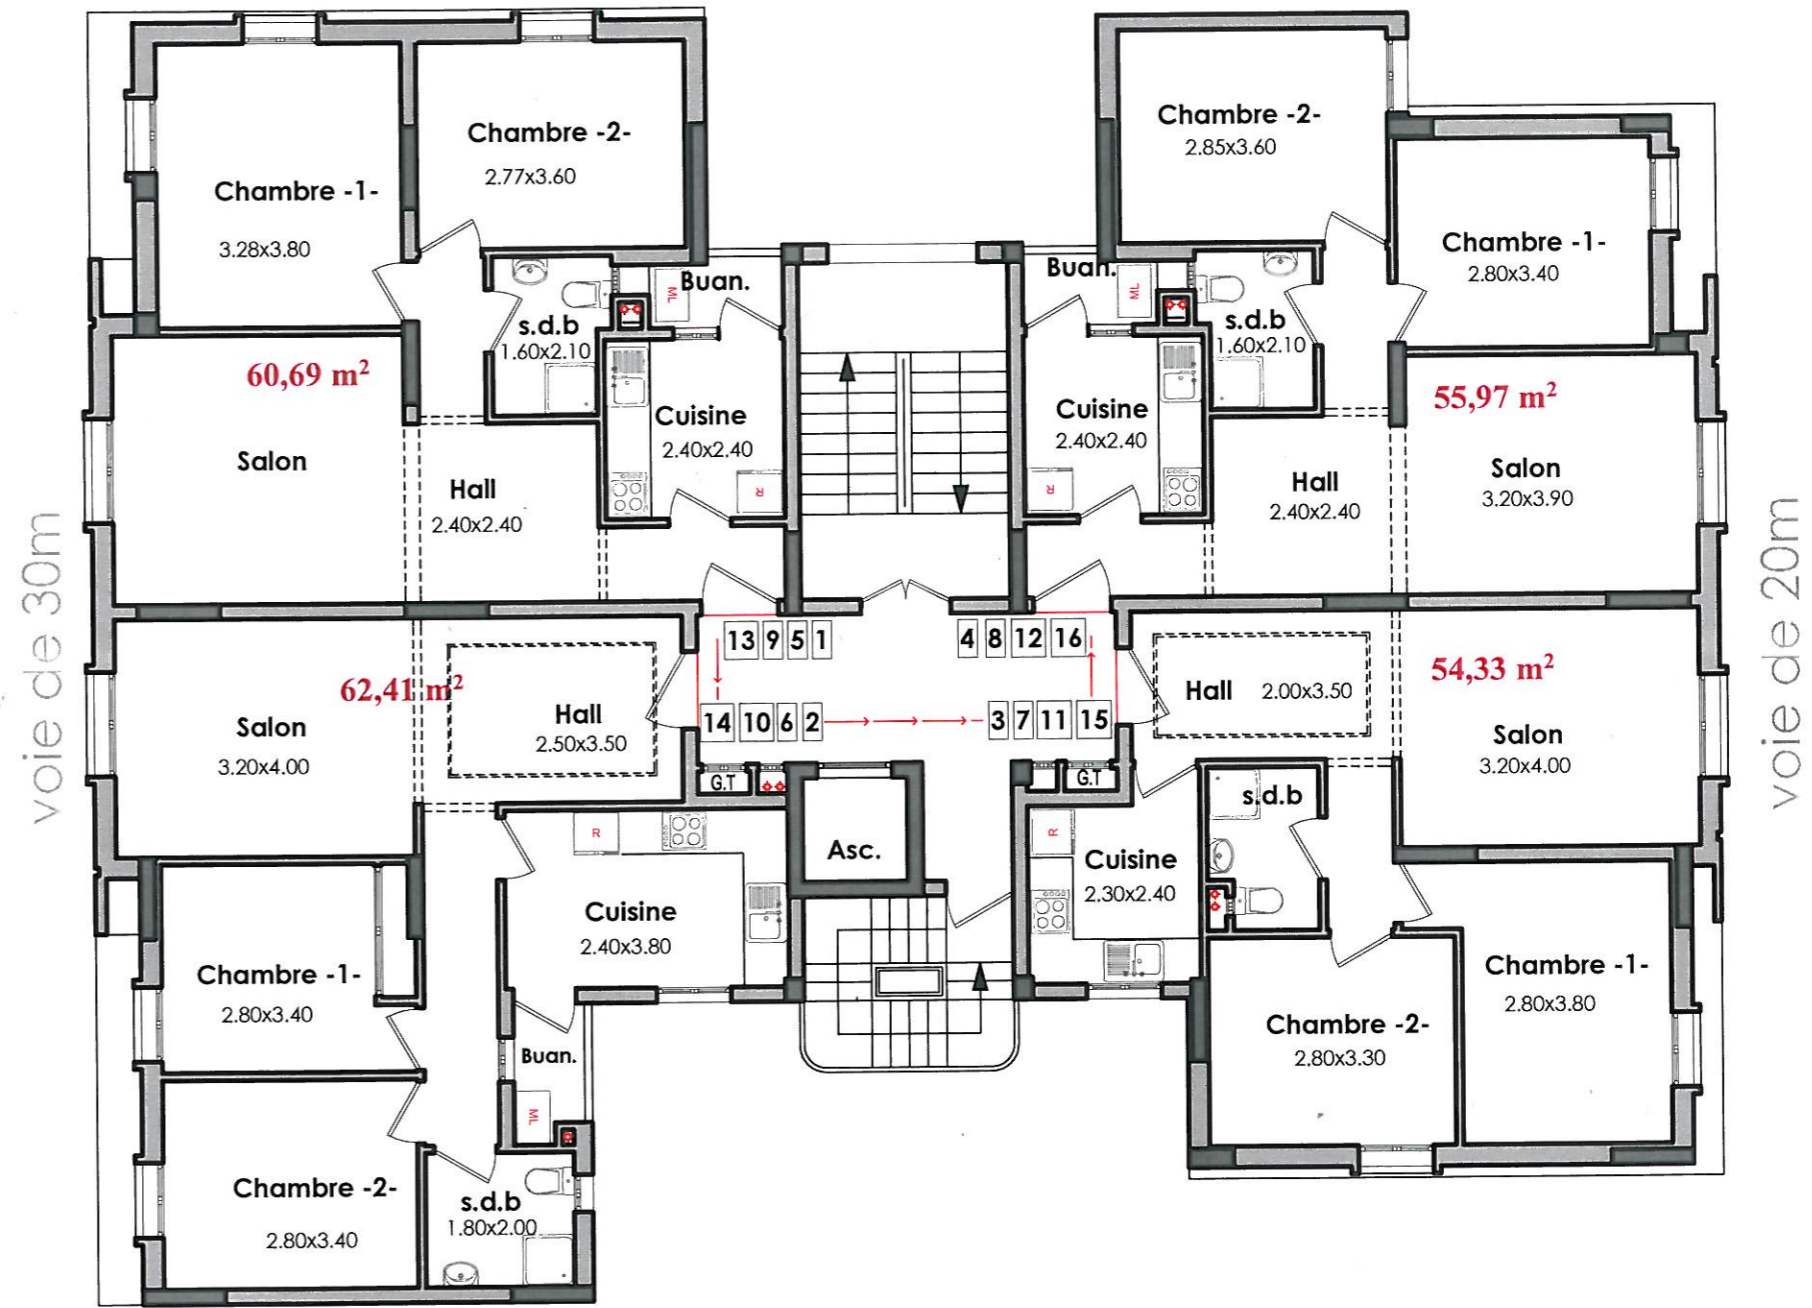 Chambre -1-
3.28x3.80
Chambre -2-
2.77x3.60
Buan.
ML
s.d.b
1.60x2.10
60,69 m²
Salon
Hall
2.40x2.40
Cuisine
2.40x2.40
R
Chambre -2-
2.85x3.60
Chambre -1-
2.80x3.40
Buan.
ML
s.d.b
1.60x2.10
55,97 m²
Cuisine
2.40x2.40
R
Hall
2.40x2.40
Salon
3.20x3.90
voie de 30m
voie de 20m
13 9 5 1
4 8 12 16
14 10 6 2
3 7 11 15
62,41 m²
Salon
3.20x4.00
Hall
2.50x3.50
G.T
Asc.
G.T
Hall 2.00x3.50
54,33 m²
Salon
3.20x4.00
R
Cuisine
2.40x3.80
Chambre -1-
2.80x3.40
Buan.
ML
Chambre -2-
2.80x3.40
s.d.b
1.80x2.00
R
Cuisine
2.30x2.40
s.d.b
Chambre -1-
2.80x3.80
Chambre -2-
2.80x3.30